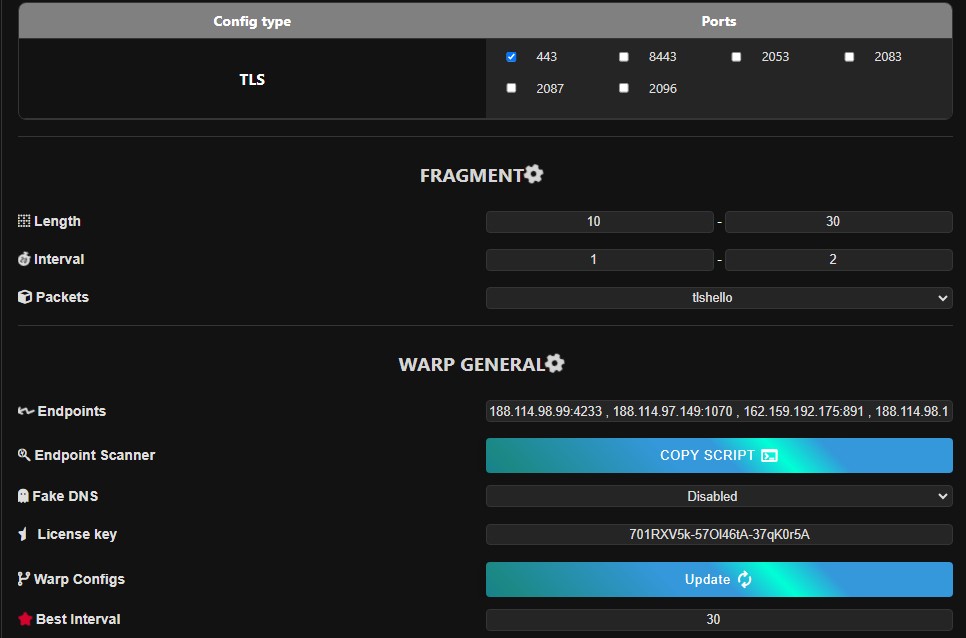 Config type Ports
TLS
443 8443 2053 2083
2087 2096
FRAGMENT
Length 10 - 30
Interval 1 - 2
Packets tlshello
WARP GENERAL
Endpoints 188.114.98.99:4233 , 188.114.97.149:1070 , 162.159.192.175:891 , 188.114.98.1
Endpoint Scanner COPY SCRIPT
Fake DNS Disabled
License key 701RXV5k-57Ol46tA-37qK0r5A
Warp Configs Update
Best Interval 30